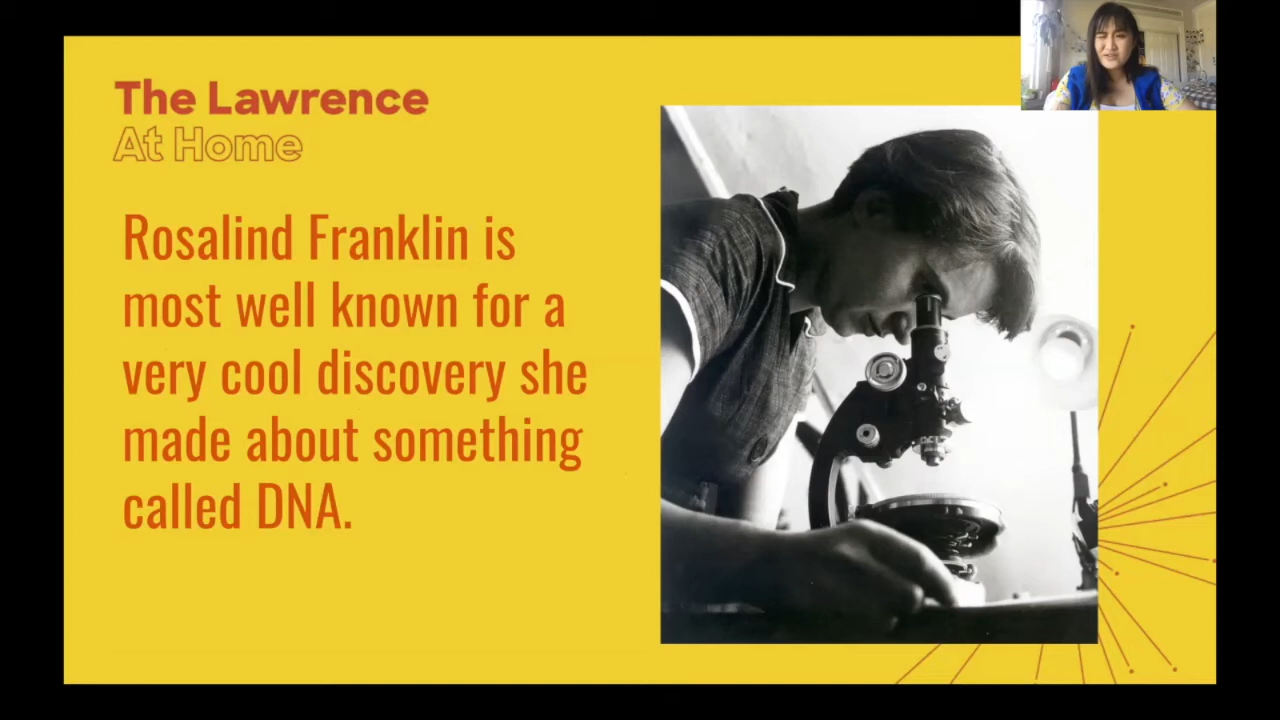 The Lawrence
At Home
Rosalind Franklin is
most well known for a
very cool discovery she
made about something
called DNA.